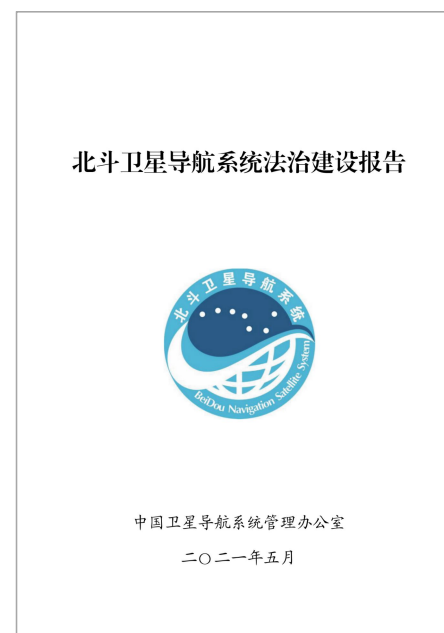 北斗卫星导航系统法治建设报告
北斗卫星导航系统
BeiDou Navigation Satellite System
中国卫星导航系统管理办公室
二〇二一年五月